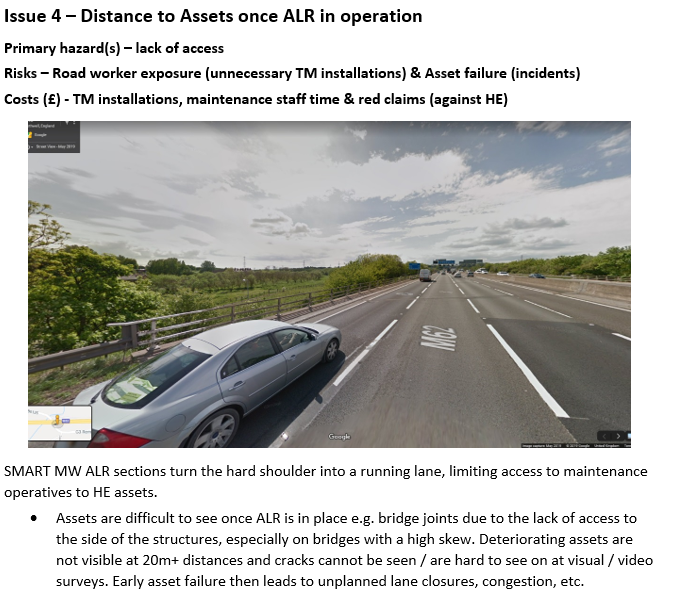 Issue 4 – Distance to Assets once ALR in operation
Primary hazard(s) – lack of access
Risks – Road worker exposure (unnecessary TM installations) & Asset failure (incidents)
Costs (£) - TM installations, maintenance staff time & red claims (against HE)
Google
Street View - May 2019
M62
Google
SMART MW ALR sections turn the hard shoulder into a running lane, limiting access to maintenance
operatives to HE assets.
• Assets are difficult to see once ALR is in place e.g. bridge joints due to the lack of access to
the side of the structures, especially on bridges with a high skew. Deteriorating assets are
not visible at 20m+ distances and cracks cannot be seen / are hard to see on at visual / video
surveys. Early asset failure then leads to unplanned lane closures, congestion, etc.